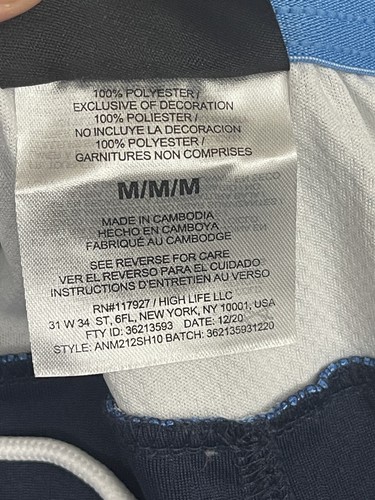 100% POLYESTER /
EXCLUSIVE OF DECORATION
100% POLIESTER /
NO INCLUYE LA DECORACION
100% POLYESTER /
GARNITURES NON COMPRISES
M/M/M
MADE IN CAMBODIA
HECHO EN CAMBOYA
FABRIQUÉ AU CAMBODGE
SEE REVERSE FOR CARE
VER EL REVERSO PARA EL CUIDADO
INSTRUCTIONS D'ENTRETIEN AU VERSO
RN#117927 / HIGH LIFE LLC
31 W 34 ST, 6FL, NEW YORK, NY 10001, USA
FTY ID: 36213593 DATE: 12/20
STYLE: ANM212SH10 BATCH: 362135931220